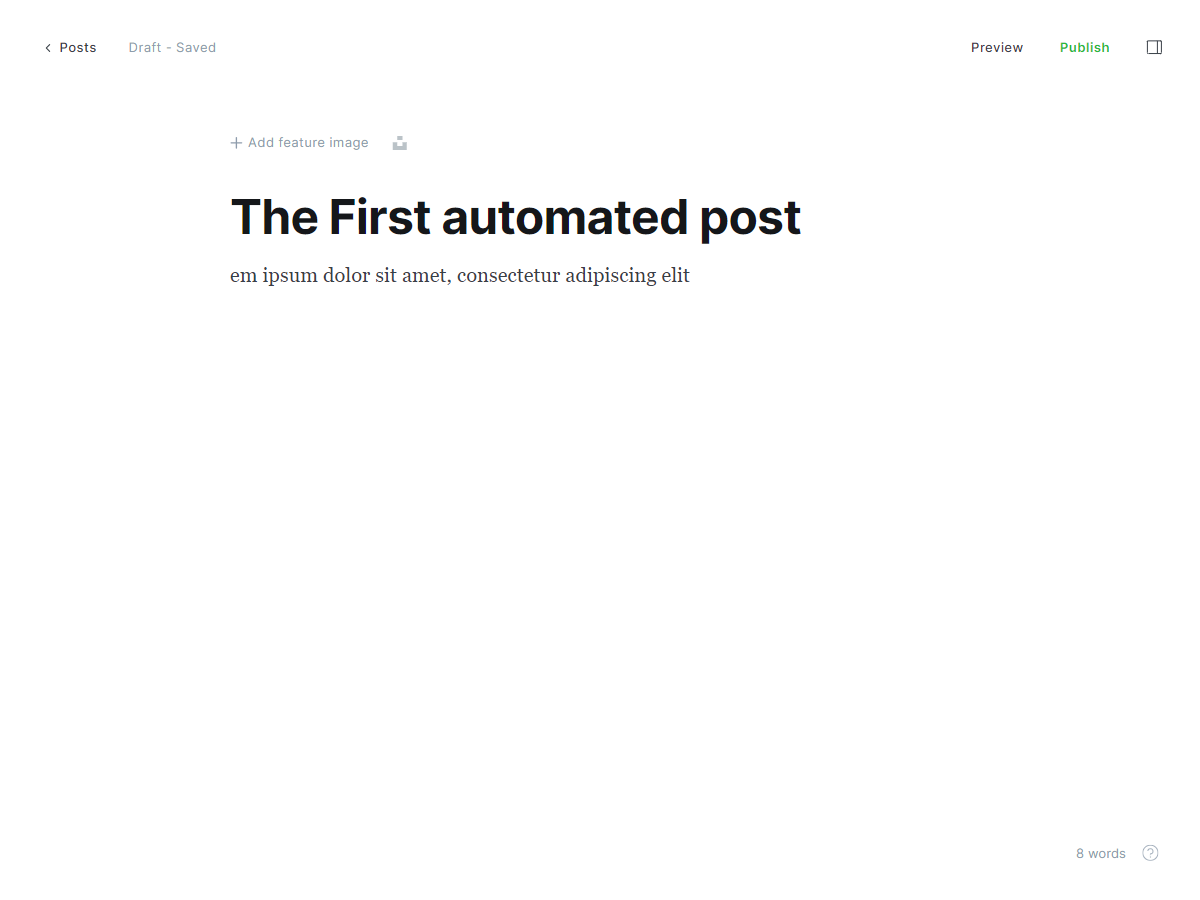 Posts
Draft - Saved
Preview
Publish
Add feature image
The First automated post
em ipsum dolor sit amet, consectetur adipiscing elit
8 words
?